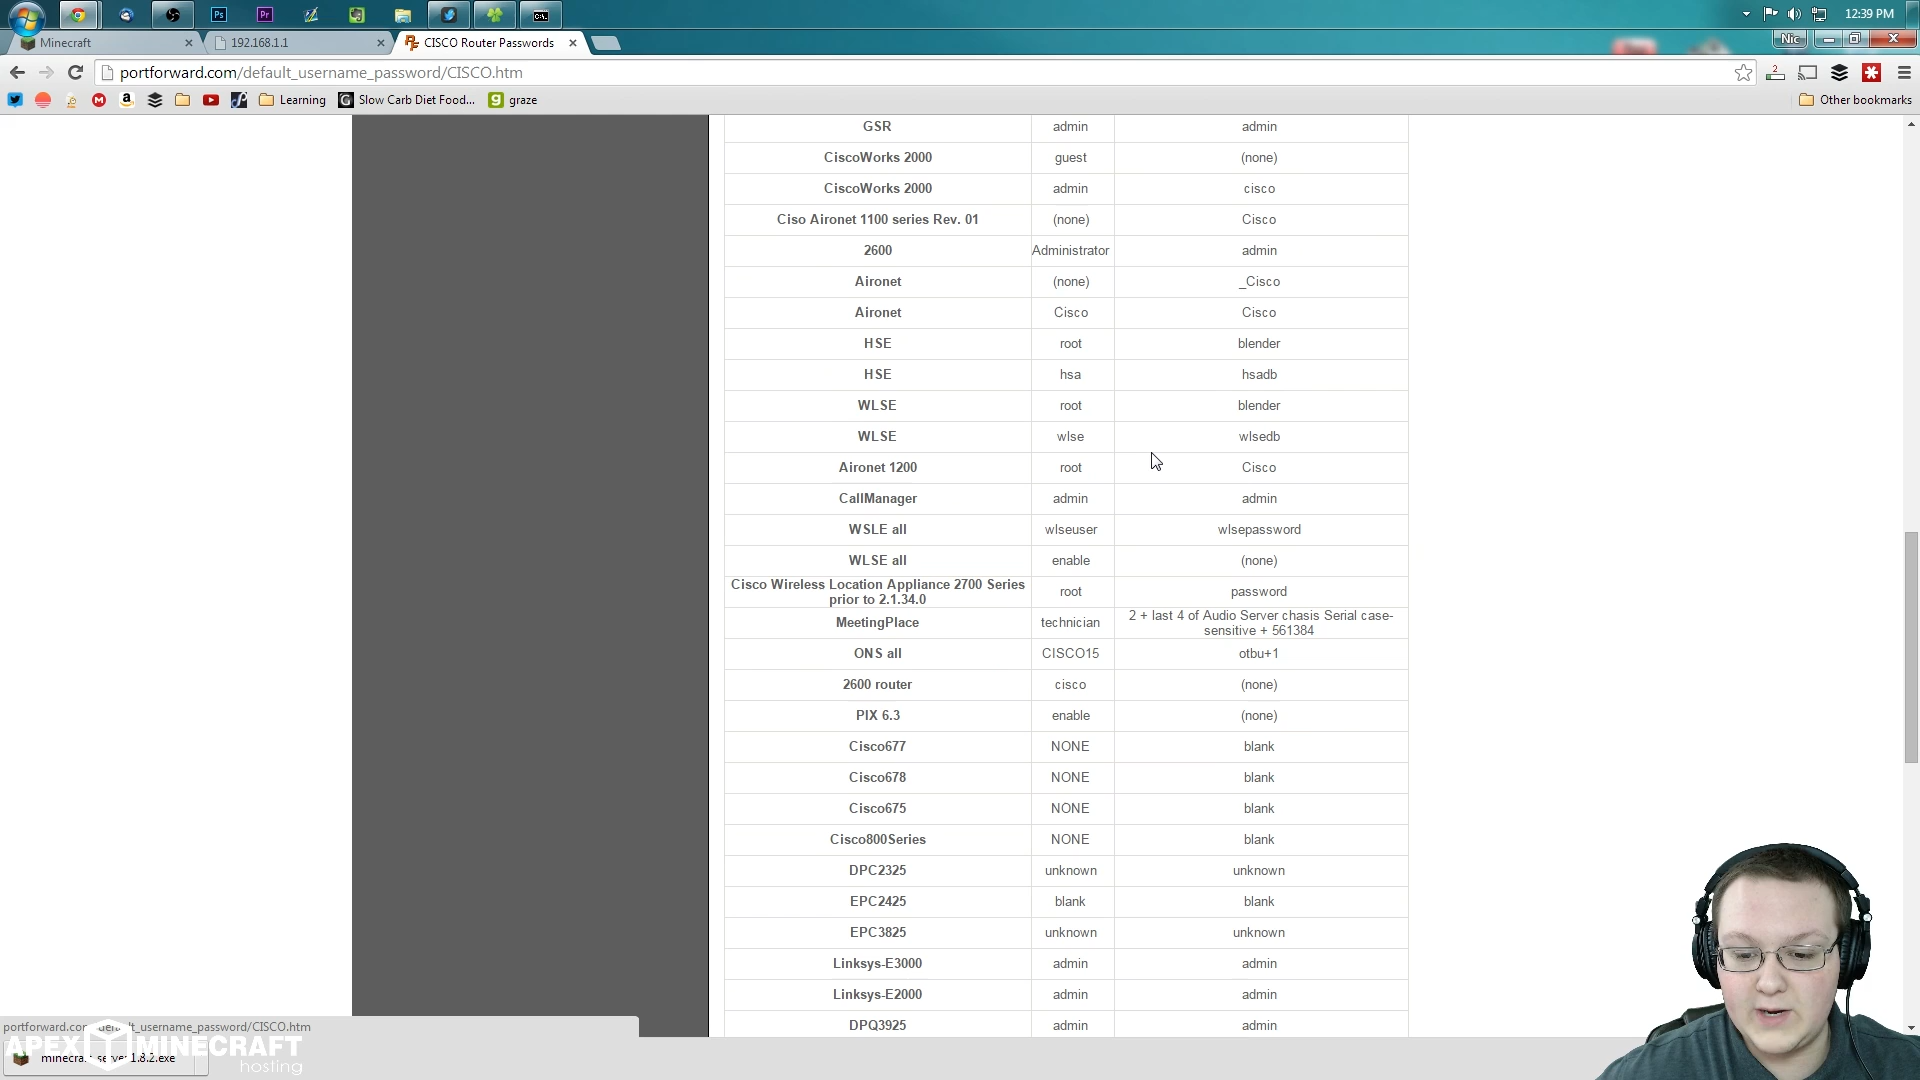 12:39 PM
Minecraft
192.168.1.1
CISCO Router Passwords
Nic
portforward.com/default_username_password/CISCO.htm
2
Learning
Slow Carb Diet Food...
graze
Other bookmarks
GSR admin admin
CiscoWorks 2000 guest (none)
CiscoWorks 2000 admin cisco
Ciso Aironet 1100 series Rev. 01 (none) Cisco
2600 Administrator admin
Aironet (none) _Cisco
Aironet Cisco Cisco
HSE root blender
HSE hsa hsadb
WLSE root blender
WLSE wlse wlsedb
Aironet 1200 root Cisco
CallManager admin admin
WSLE all wlseuser wlsepassword
WLSE all enable (none)
Cisco Wireless Location Appliance 2700 Series
prior to 2.1.34.0 root password
MeetingPlace technician 2 + last 4 of Audio Server chasis Serial case-
sensitive + 561384
ONS all CISCO15 otbu+1
2600 router cisco (none)
PIX 6.3 enable (none)
Cisco677 NONE blank
Cisco678 NONE blank
Cisco675 NONE blank
Cisco800Series NONE blank
DPC2325 unknown unknown
EPC2425 blank blank
EPC3825 unknown unknown
Linksys-E3000 admin admin
Linksys-E2000 admin admin
DPQ3925 admin admin
APEX MINECRAFT
hosting